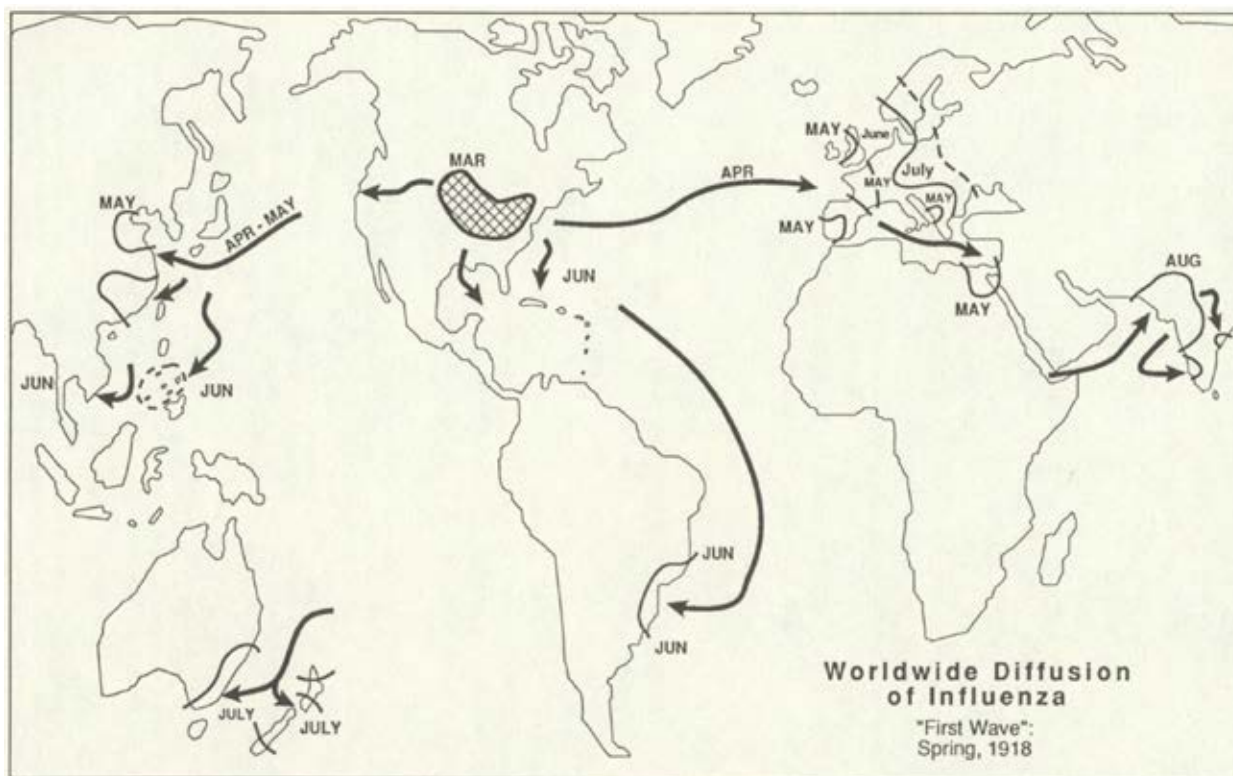 MAY
APR - MAY
JUN
JUN
JULY
JULY
MAR
JUN
APR
JUN
JUN
MAY
June
MAY
July
MAY
MAY
MAY
AUG
Worldwide Diffusion
of Influenza
"First Wave":
Spring, 1918